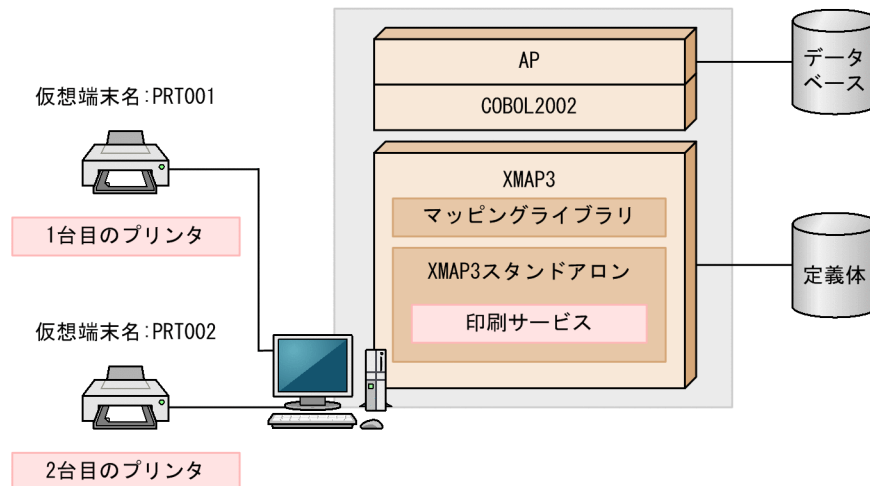 仮想端末名:PRT001
1台目のプリンタ
仮想端末名:PRT002
2台目のプリンタ
AP
COBOL2002
XMAP3
マッピングライブラリ
XMAP3スタンドアロン
印刷サービス
データ
ベース
定義体